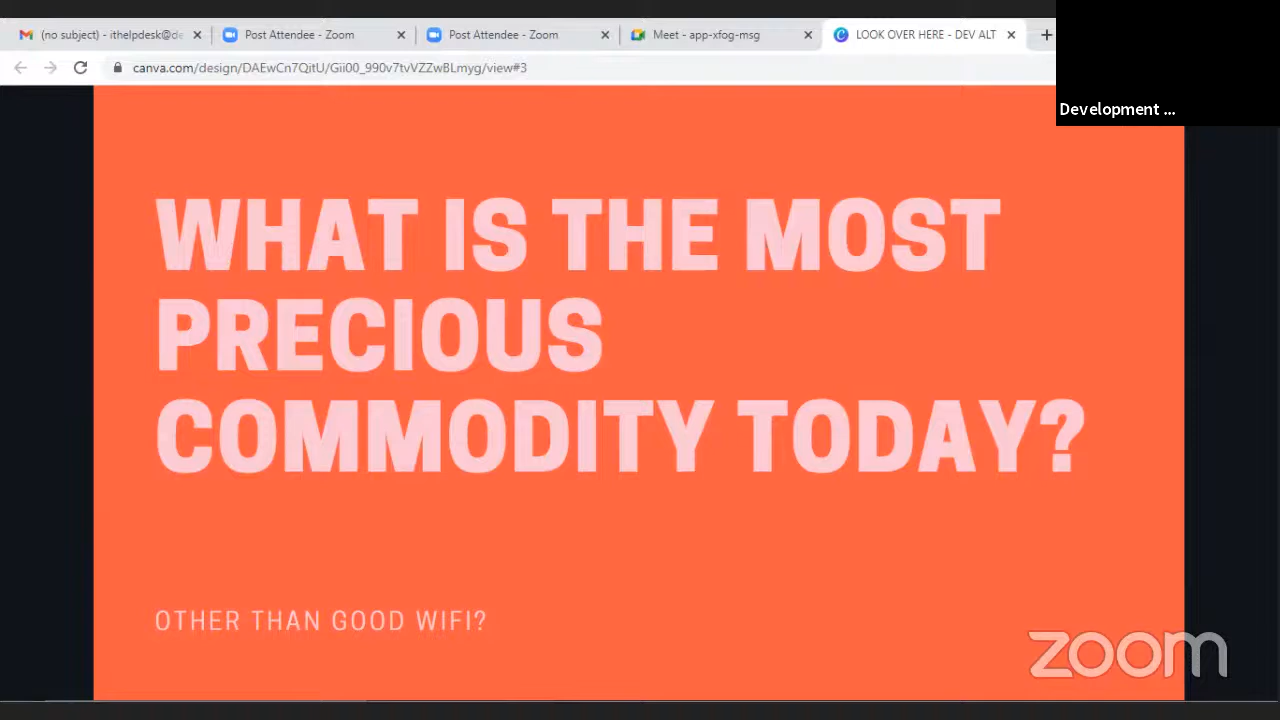 (no subject) - ithelpdesk@de
Post Attendee - Zoom
Post Attendee - Zoom
Meet - app-xfog-msg
LOOK OVER HERE - DEV ALT
canva.com/design/DAEwCn7QitU/Gii00_990v7tvVZZwBLmyg/view#3
Development ...
WHAT IS THE MOST
PRECIOUS
COMMODITY TODAY?
OTHER THAN GOOD WIFI?
zoom